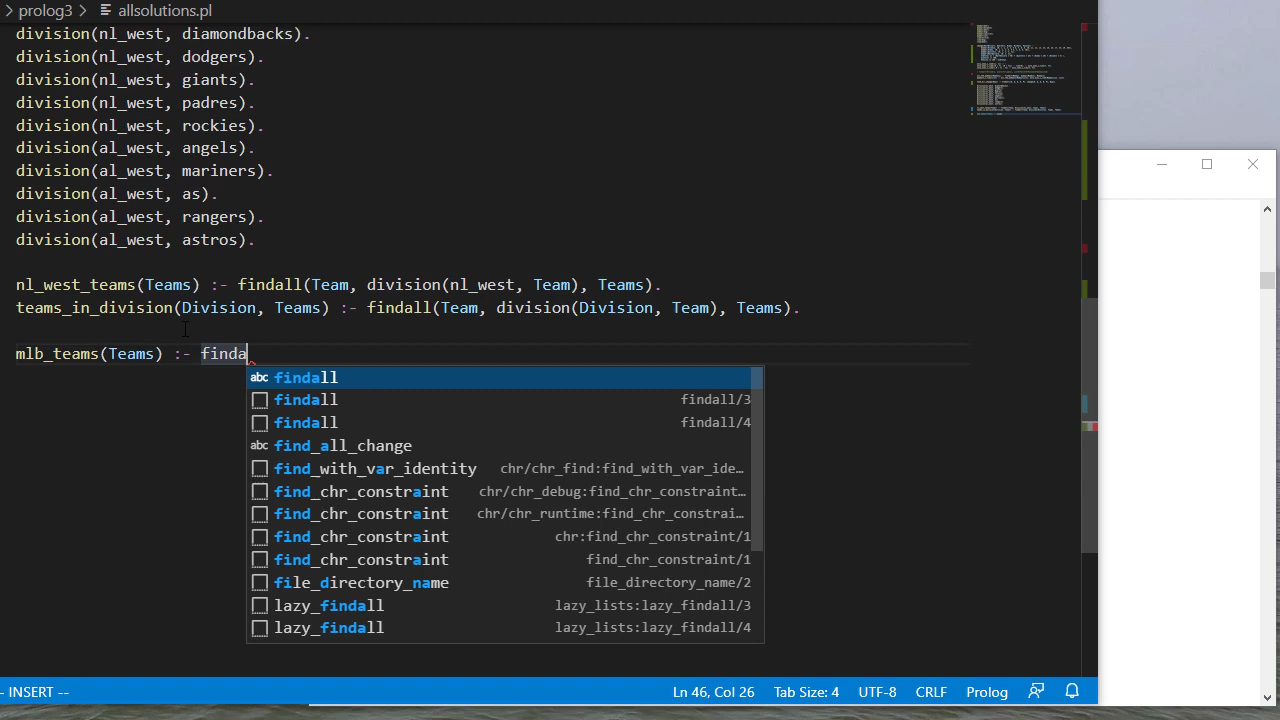 prolog3 > allsolutions.pl
division(nl_west, diamondbacks).
division(nl_west, dodgers).
division(nl_west, giants).
division(nl_west, padres).
division(nl_west, rockies).
division(al_west, angels).
division(al_west, mariners).
division(al_west, as).
division(al_west, rangers).
division(al_west, astros).
nl_west_teams(Teams) :- findall(Team, division(nl_west, Team), Teams).
teams_in_division(Division, Teams) :- findall(Team, division(Division, Team), Teams).
mlb_teams(Teams) :- finda
abc findall
findall findall/3
findall findall/4
abc find_all_change
find_with_var_identity chr/chr_find:find_with_var_ide…
find_chr_constraint chr/chr_debug:find_chr_constraint…
find_chr_constraint chr/chr_runtime:find_chr_constrai…
find_chr_constraint chr:find_chr_constraint/1
find_chr_constraint find_chr_constraint/1
file_directory_name file_directory_name/2
lazy_findall lazy_lists:lazy_findall/3
lazy_findall lazy_lists:lazy_findall/4
- INSERT -- Ln 46, Col 26 Tab Size: 4 UTF-8 CRLF Prolog